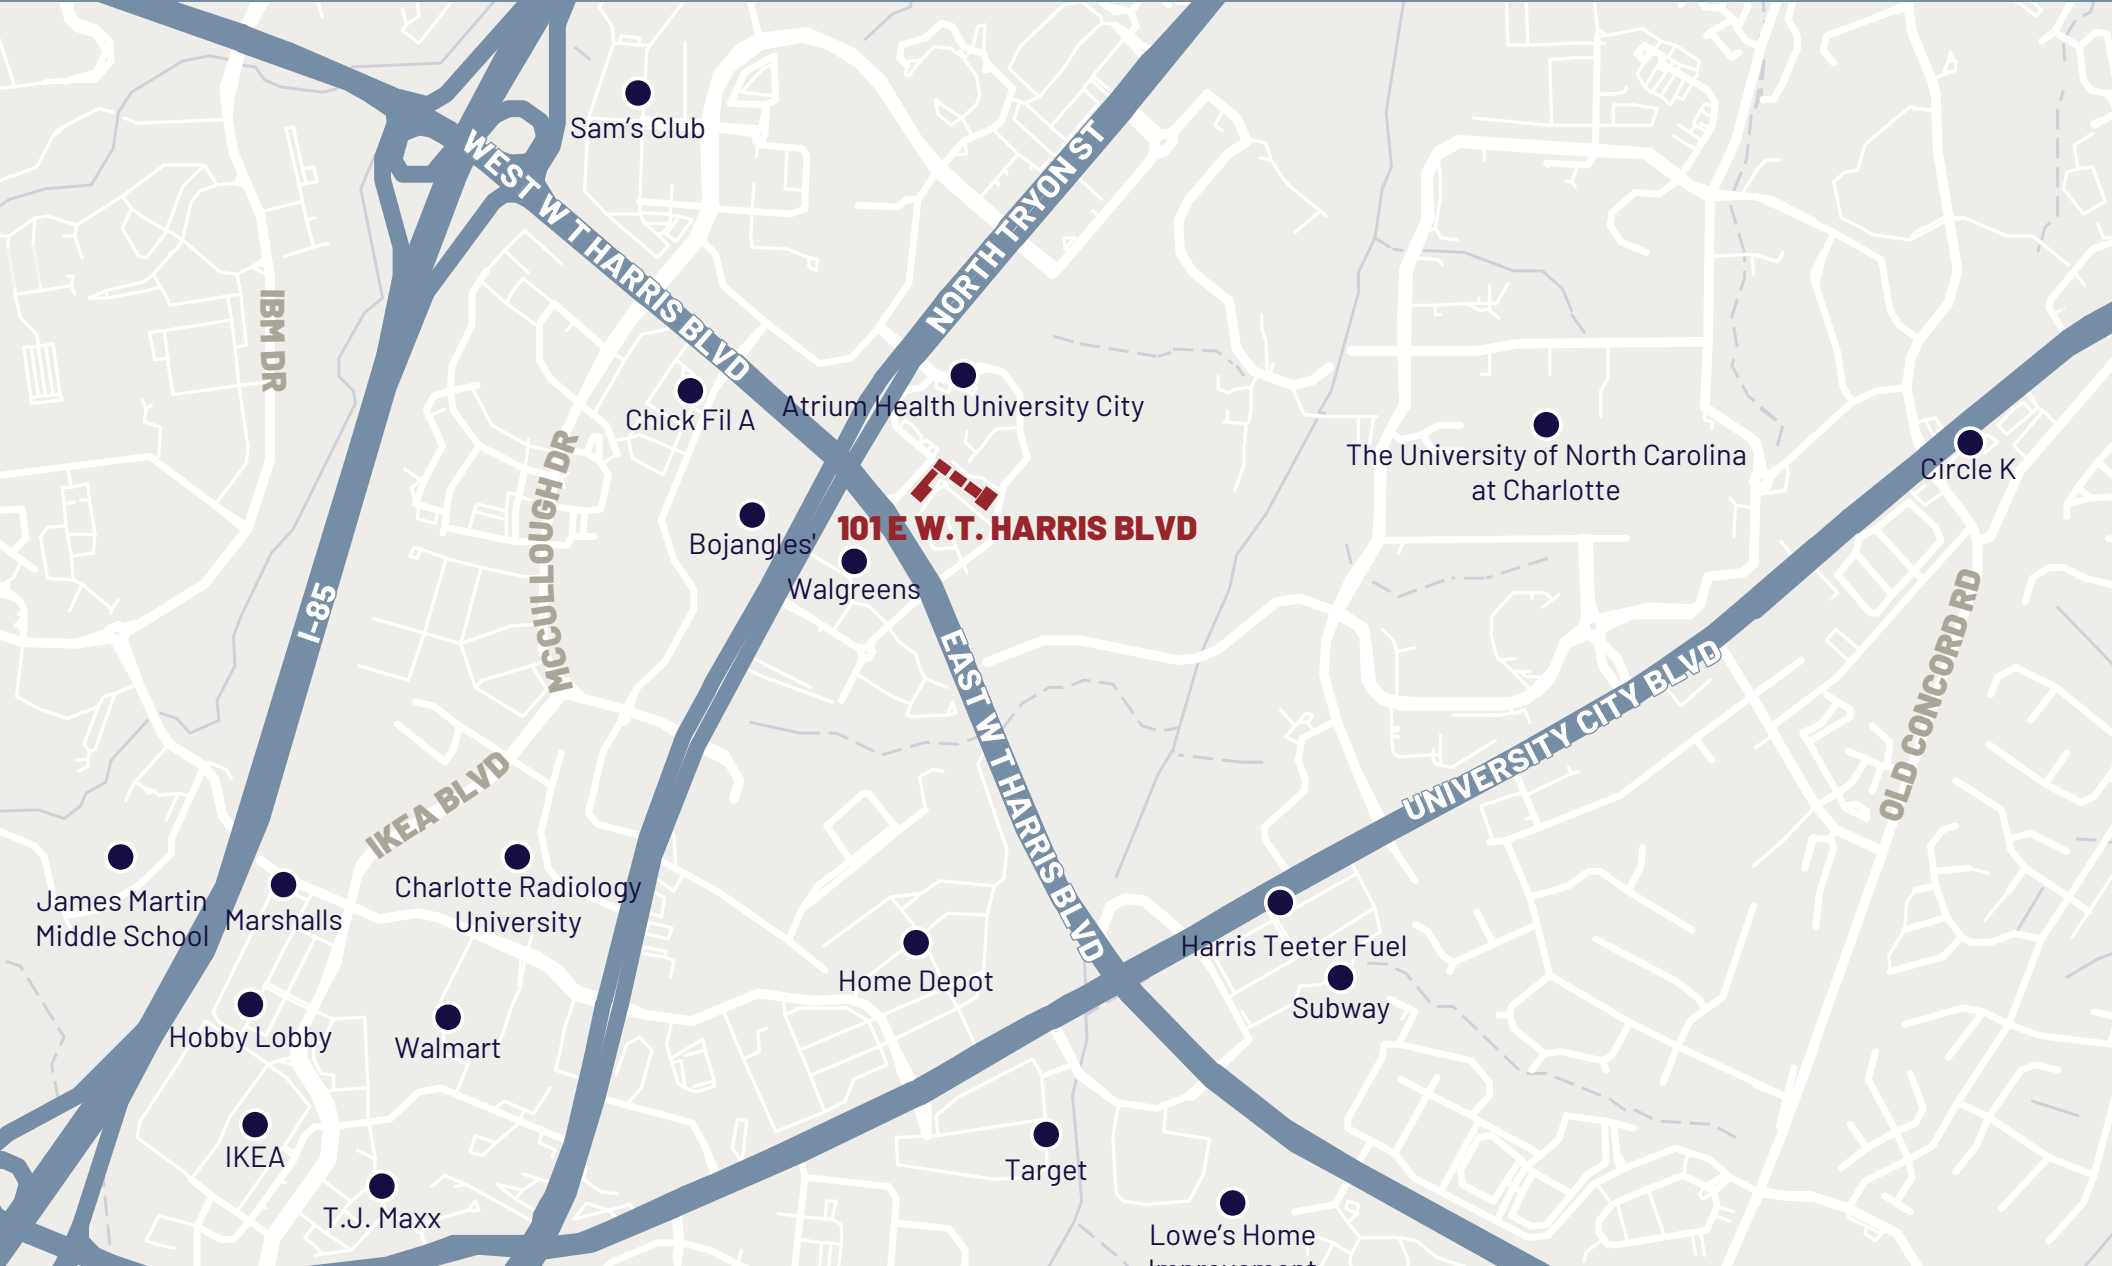 Sam's Club
WEST W T HARRIS BLVD
NORTH TRYON ST
IBM DR
Chick Fil A
Atrium Health University City
The University of North Carolina
at Charlotte
Circle K
MCCULLOUGH DR
Bojangles'
101 E W.T. HARRIS BLVD
Walgreens
I-85
EAST W T HARRIS BLVD
UNIVERSITY CITY BLVD
OLD CONCORD RD
IKEA BLVD
James Martin
Middle School
Marshalls
Charlotte Radiology
University
Home Depot
Harris Teeter Fuel
Subway
Hobby Lobby
Walmart
IKEA
T.J. Maxx
Target
Lowe's Home